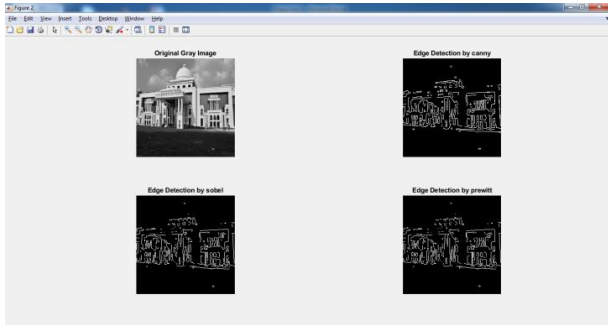 Figure 2
File Edit View Insert Tools Desktop Window Help
Original Gray Image
Edge Detection by canny
Edge Detection by sobel
Edge Detection by prewitt